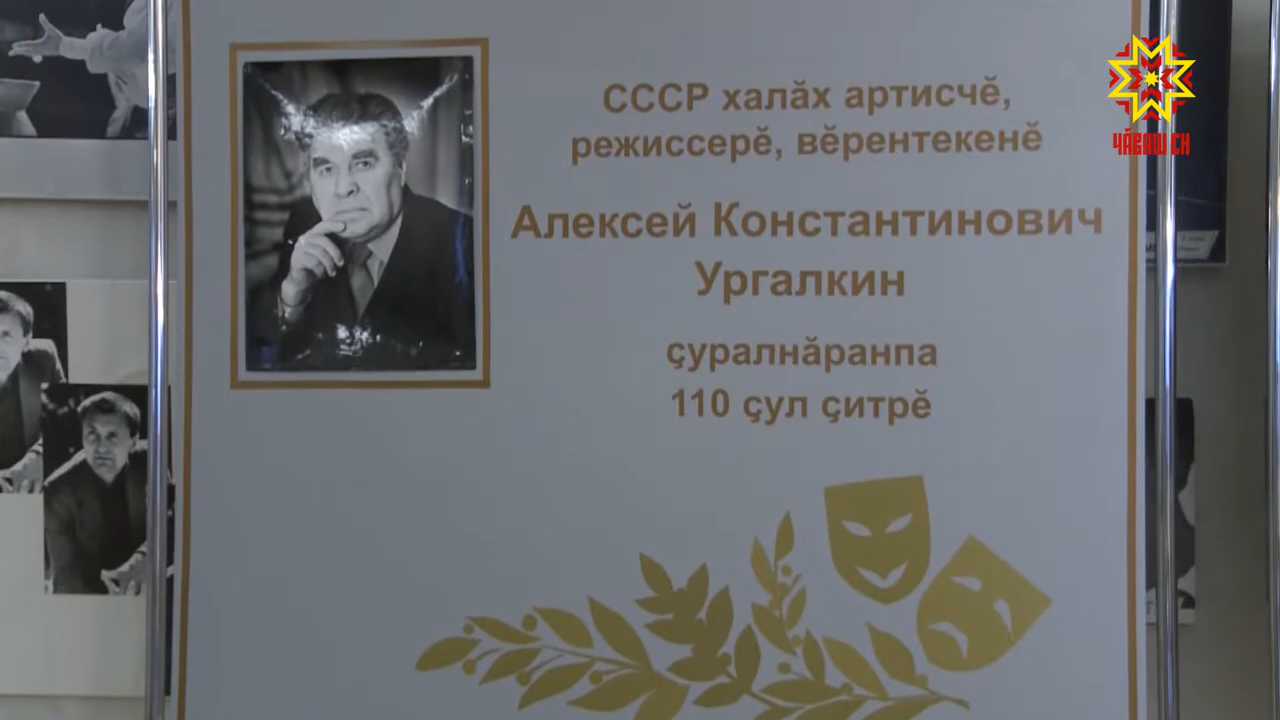 СССР халӑх артисчӗ,
режиссерӗ, вӗрентекенӗ
Алексей Константинович
Ургалкин
ҫуралнӑранпа
110 ҫул ҫитрӗ
ЧӐВАШ ЕН